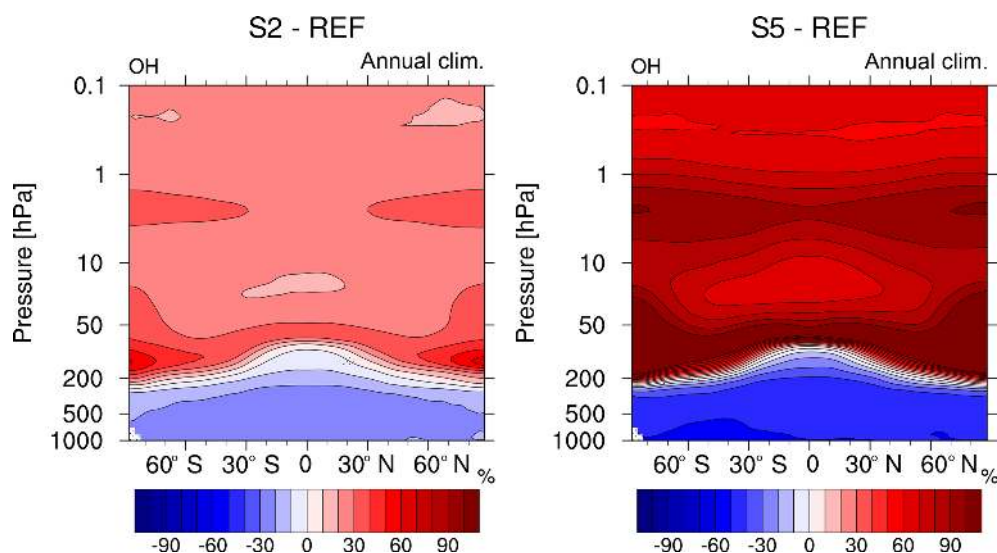 S2 - REF
OH Annual clim.
Pressure [hPa]
0.1
1
10
50
200
500
1000
60° S 30° S 0 30° N 60° N %
-90 -60 -30 0 30 60 90
S5 - REF
OH Annual clim.
Pressure [hPa]
0.1
1
10
50
200
500
1000
60° S 30° S 0 30° N 60° N %
-90 -60 -30 0 30 60 90